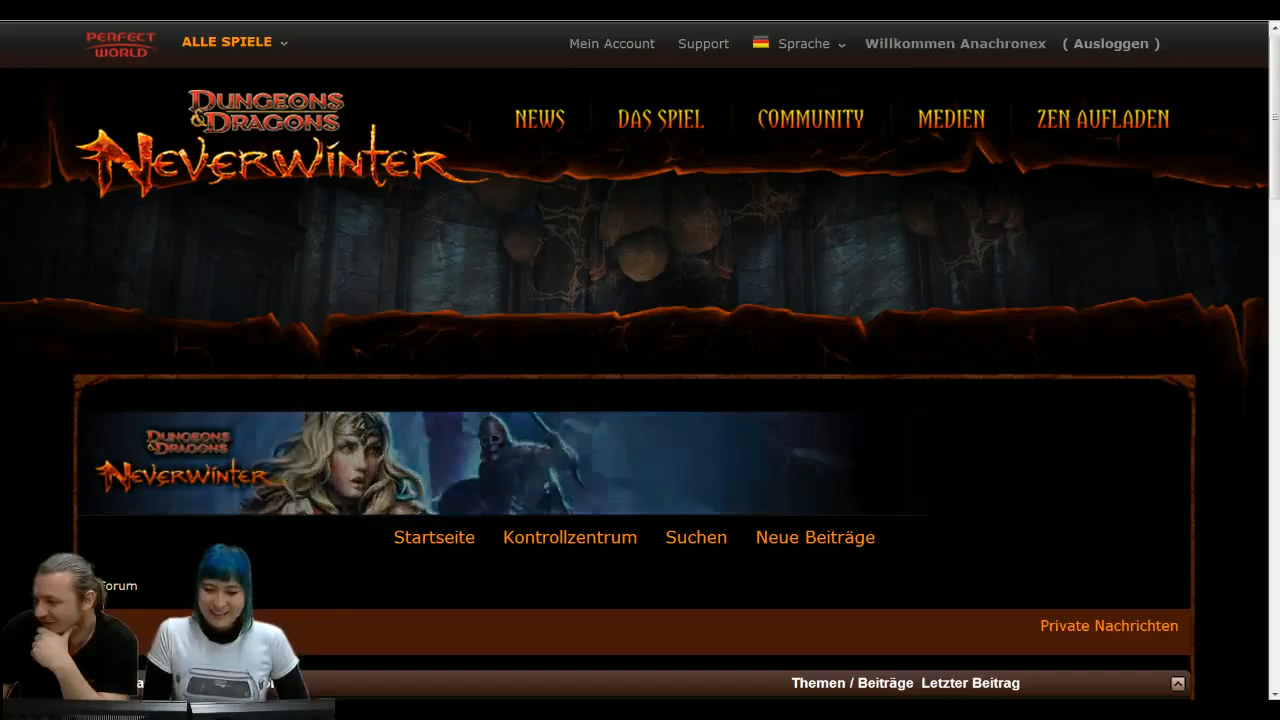 PERFECT WORLD
ALLE SPIELE
Mein Account
Support
Sprache
Willkommen Anachronex
( Ausloggen )
DUNGEONS & DRAGONS
NEVERWINTER
NEWS
DAS SPIEL
COMMUNITY
MEDIEN
ZEN AUFLADEN
DUNGEONS & DRAGONS
NEVERWINTER
Startseite
Kontrollzentrum
Suchen
Neue Beiträge
Forum
Private Nachrichten
Themen / Beiträge
Letzter Beitrag